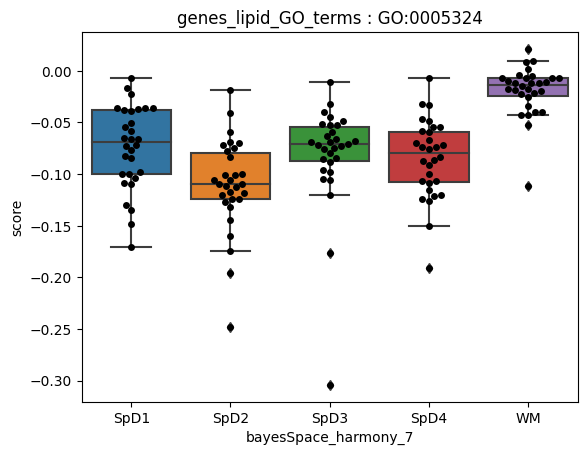 genes_lipid_GO_terms : GO:0005324
0.00
−0.05
−0.10
−0.15
−0.20
−0.25
−0.30
score
SpD1 SpD2 SpD3 SpD4 WM
bayesSpace_harmony_7